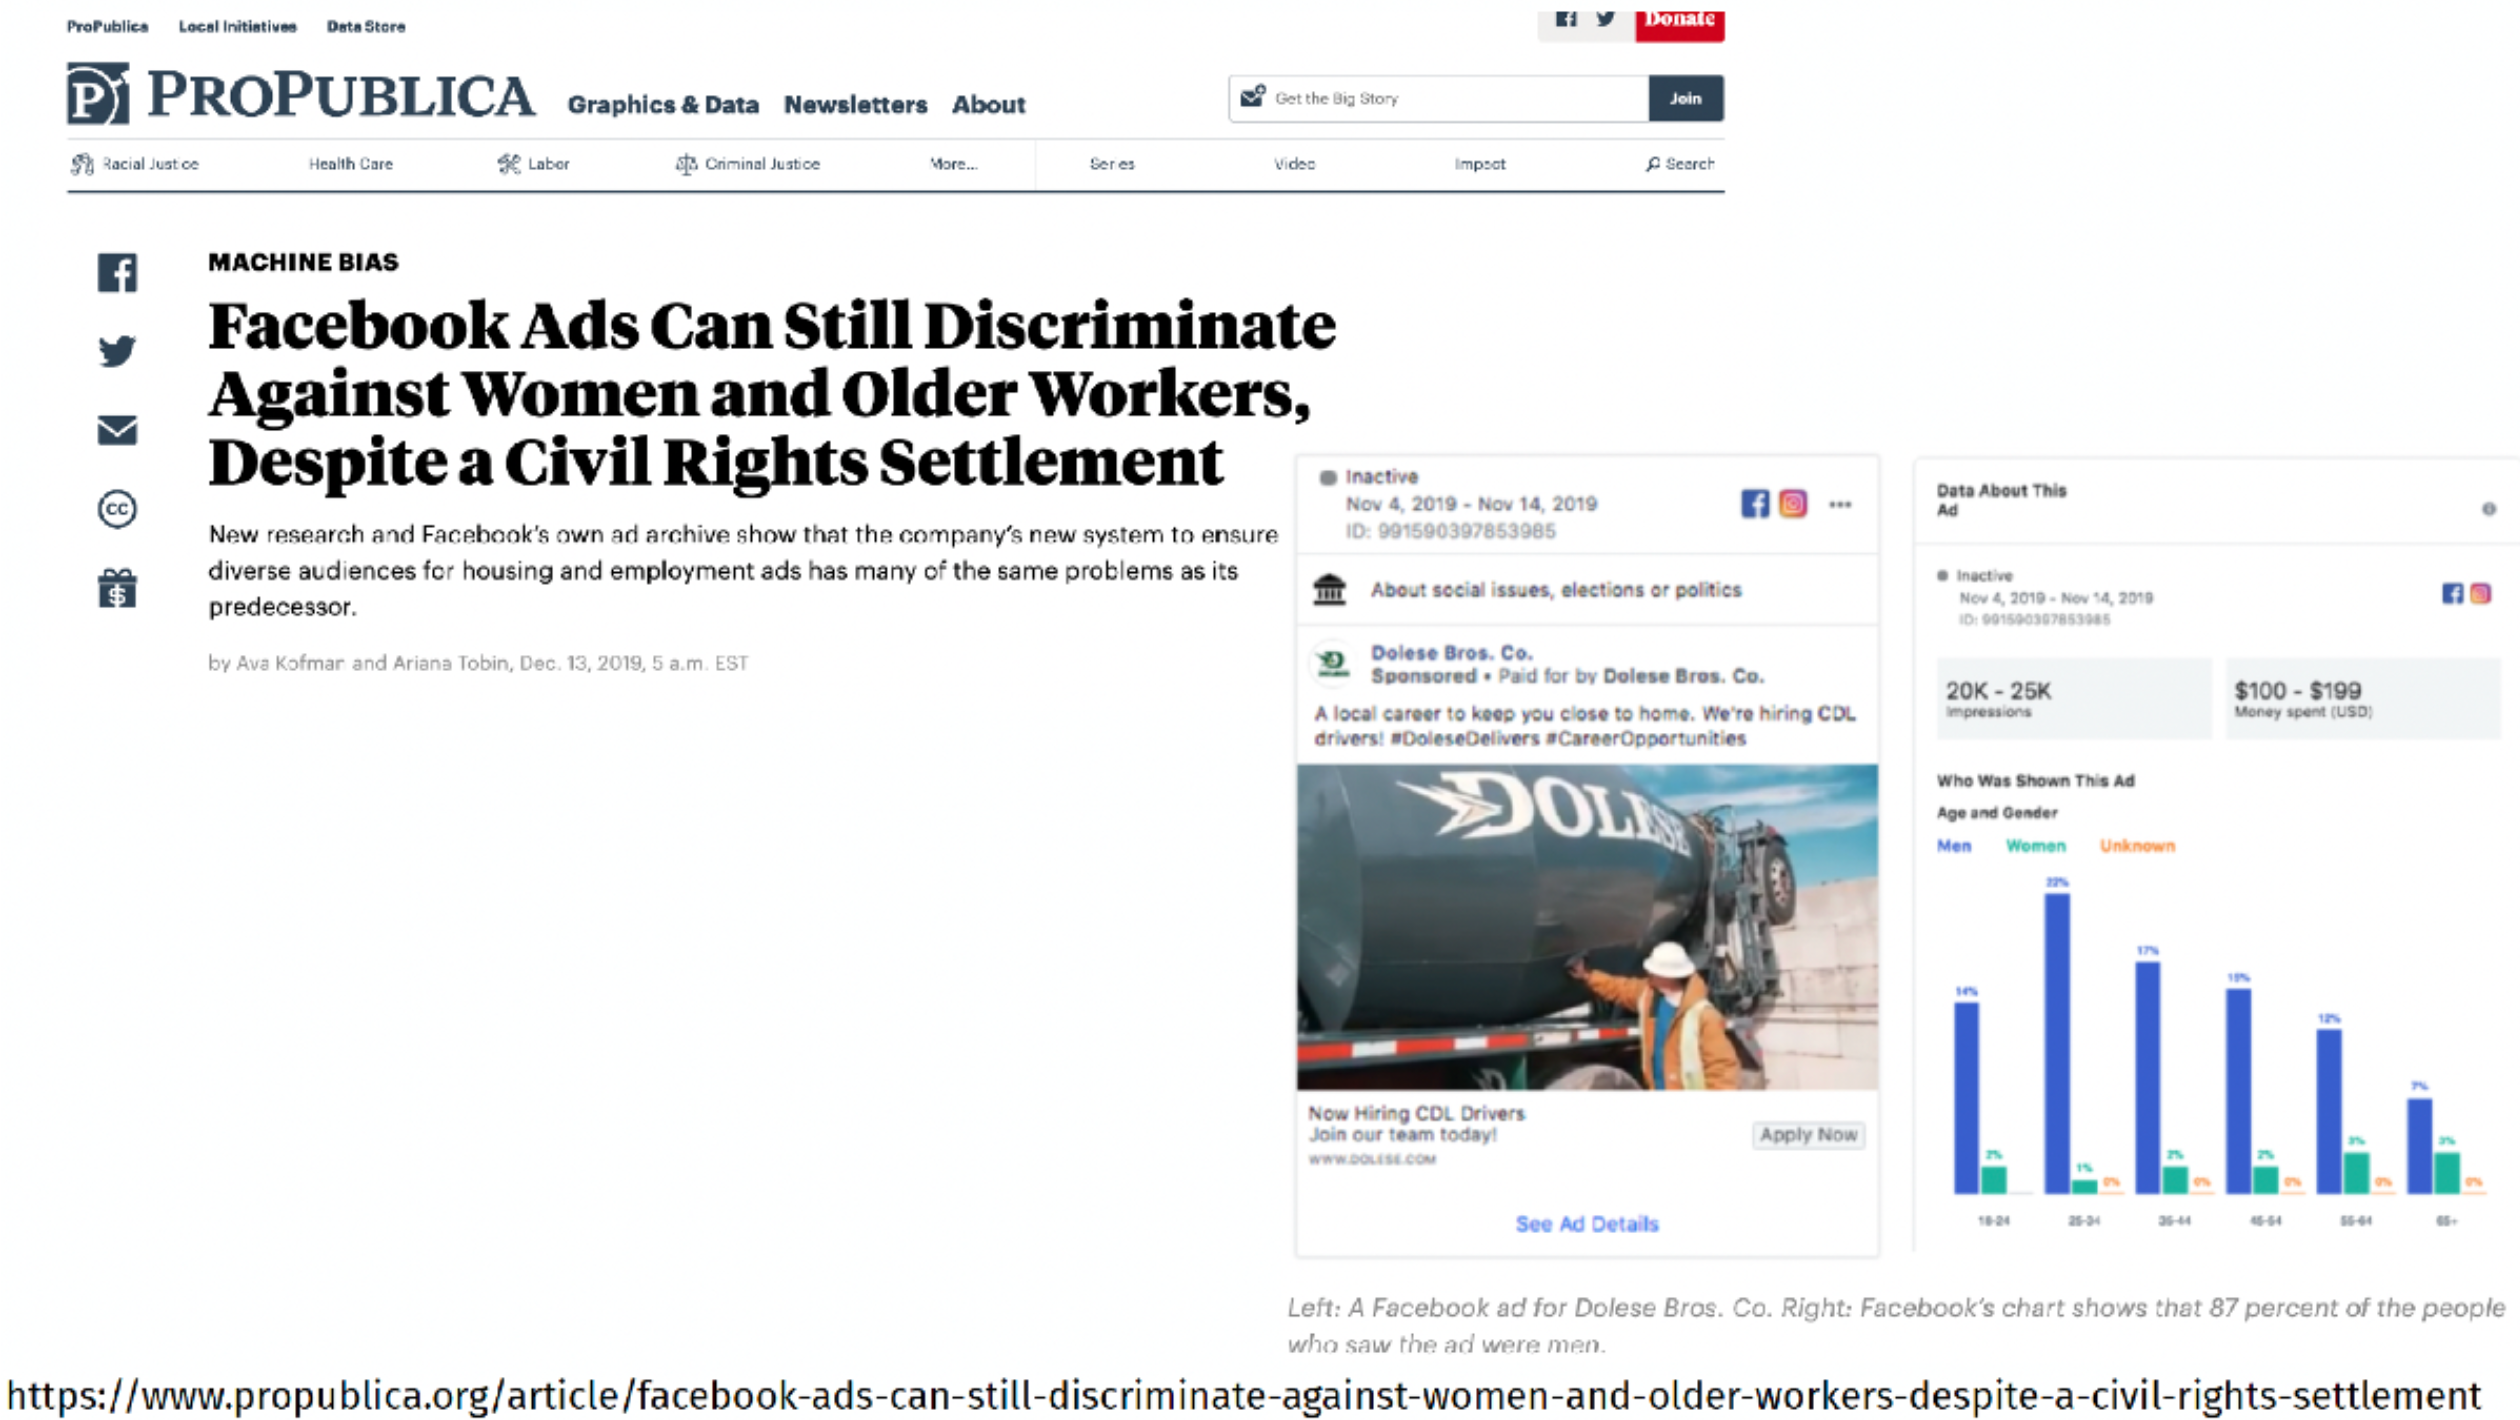 ProPublica Local Initiatives Data Store
Donate
PROPUBLICA Graphics & Data Newsletters About
Get the Big Story Join
Racial Justice Health Care Labor Criminal Justice More... Series Video Impact Search
MACHINE BIAS
Facebook Ads Can Still Discriminate
Against Women and Older Workers,
Despite a Civil Rights Settlement
New research and Facebook's own ad archive show that the company's new system to ensure
diverse audiences for housing and employment ads has many of the same problems as its
predecessor.
by Ava Kofman and Ariana Tobin, Dec. 13, 2019, 5 a.m. EST
Inactive
Nov 4, 2019 - Nov 14, 2019
ID: 991590397853985
About social issues, elections or politics
Dolese Bros. Co.
Sponsored • Paid for by Dolese Bros. Co.
A local career to keep you close to home. We're hiring CDL
drivers! #DoleseDelivers #CareerOpportunities
DOLESE
Now Hiring CDL Drivers
Join our team today!
WWW.DOLESE.COM
Apply Now
See Ad Details
Data About This
Ad
Inactive
Nov 4, 2019 - Nov 14, 2019
ID: 991590397853985
20K - 25K
Impressions
$100 - $199
Money spent (USD)
Who Was Shown This Ad
Age and Gender
Men Women Unknown
22%
17%
15%
14%
12%
7%
3% 3%
2% 2% 2%
1% 0% 0% 0% 0% 0%
18-24 25-34 35-44 45-54 55-64 65+
Left: A Facebook ad for Dolese Bros. Co. Right: Facebook's chart shows that 87 percent of the people
who saw the ad were men.
https://www.propublica.org/article/facebook-ads-can-still-discriminate-against-women-and-older-workers-despite-a-civil-rights-settlement